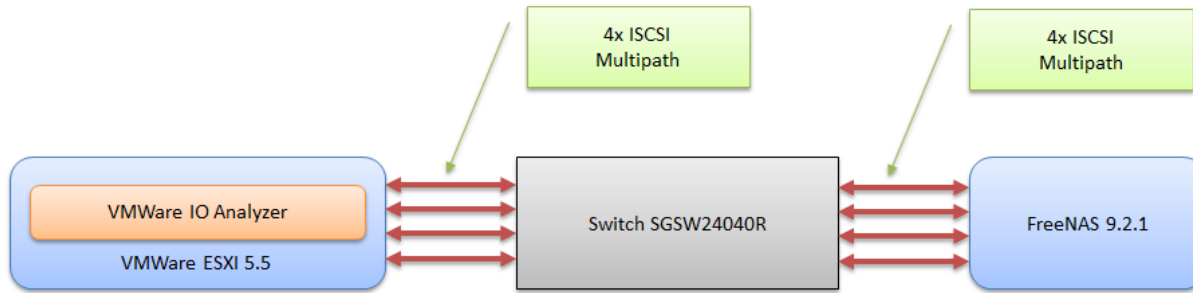 4x ISCSI
Multipath
4x ISCSI
Multipath
VMWare IO Analyzer
VMWare ESXI 5.5
Switch SGSW24040R
FreeNAS 9.2.1